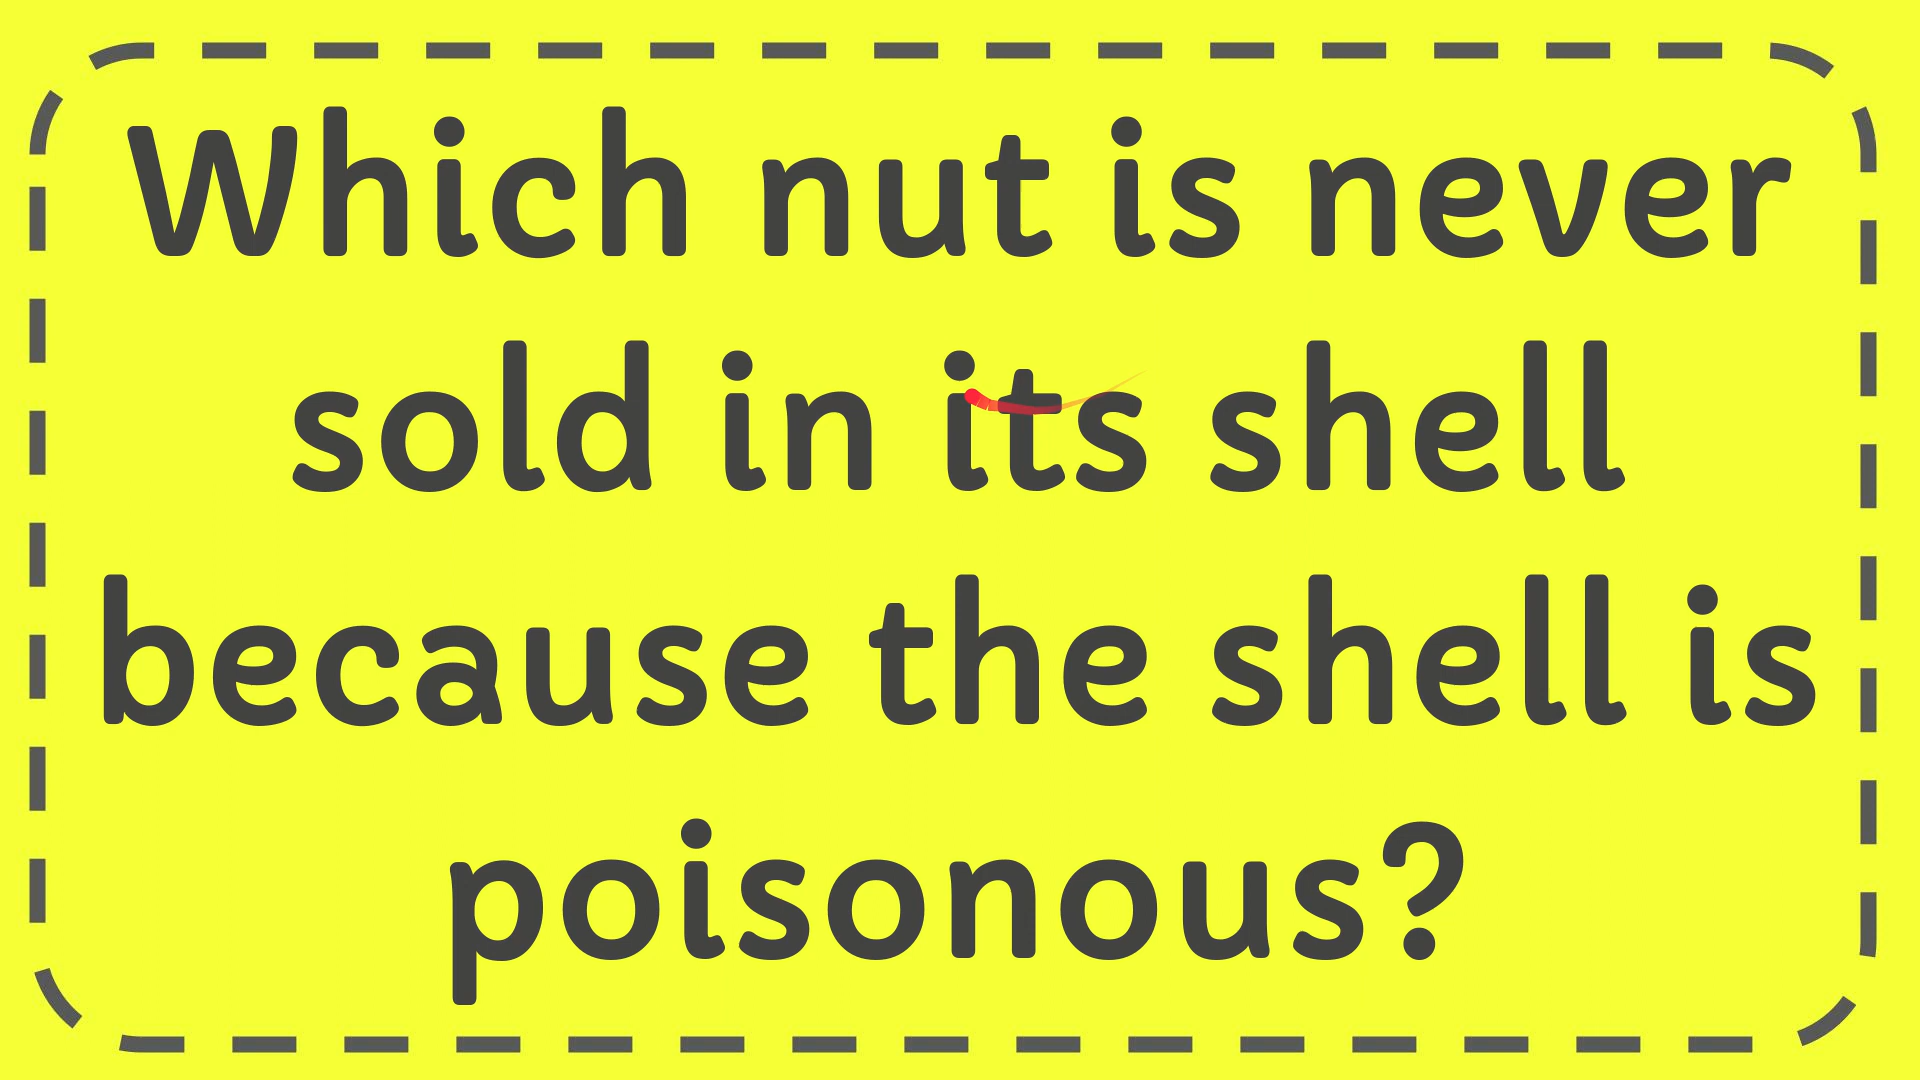 Which nut is never
sold in its shell
because the shell is
poisonous?